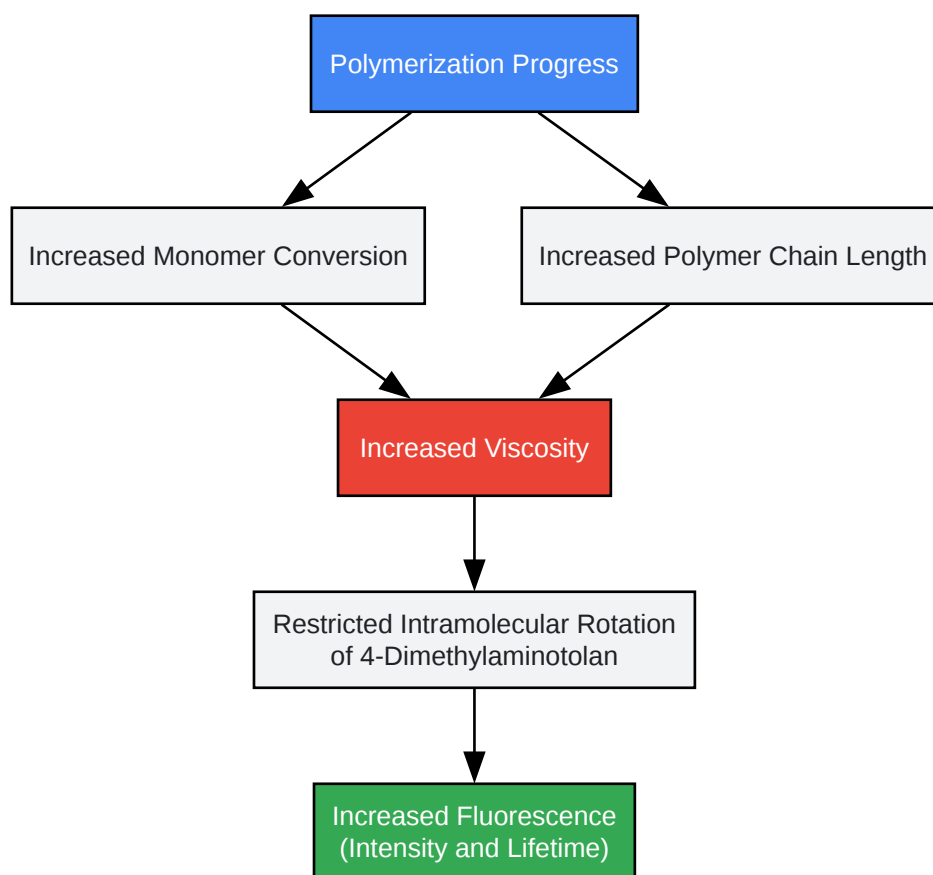 Polymerization Progress
Increased Monomer Conversion
Increased Polymer Chain Length
Increased Viscosity
Restricted Intramolecular Rotation
of 4-Dimethylaminotolan
Increased Fluorescence
(Intensity and Lifetime)